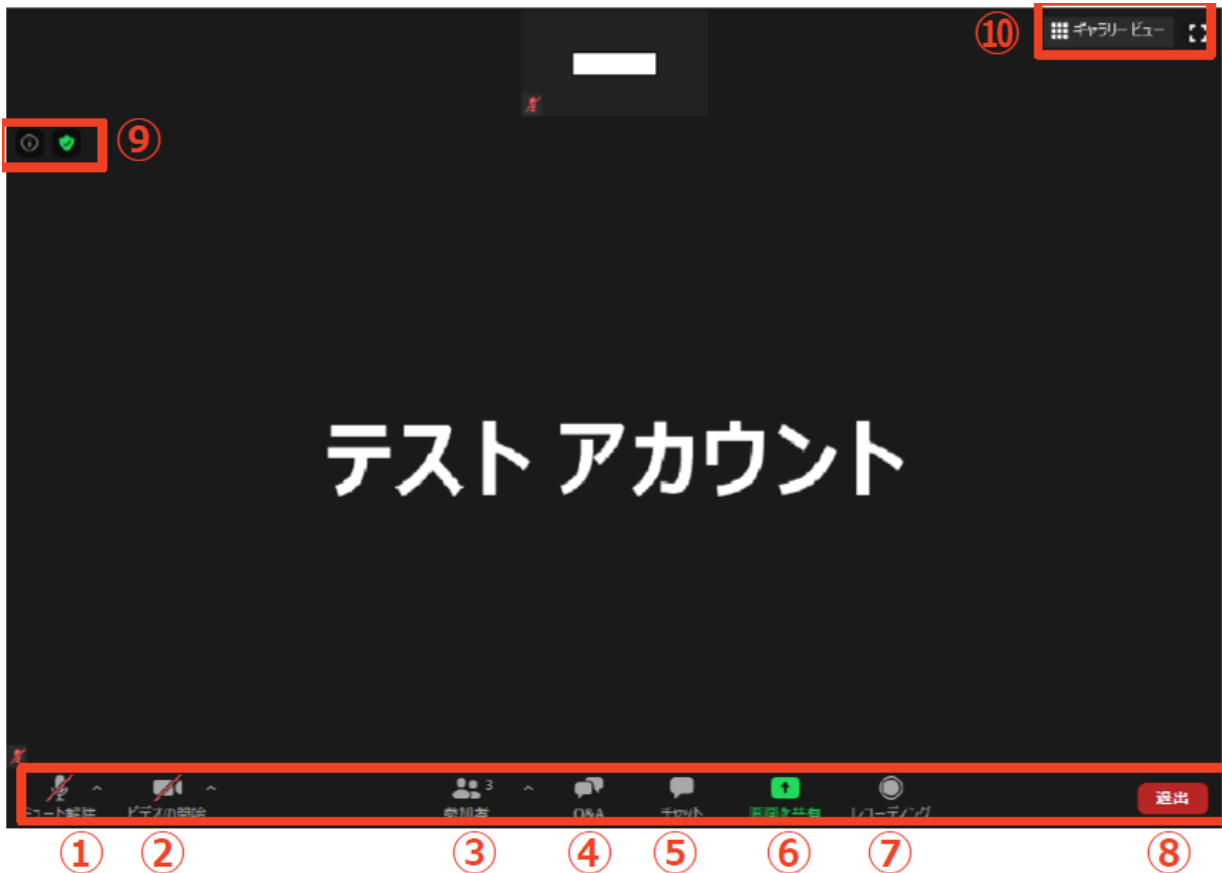 ⑩ ギャラリー ビュー
⑨
テスト アカウント
ミュート解除 ビデオの開始 参加者 3 Q&A チャット 画面を共有 レコーディング 退出
① ② ③ ④ ⑤ ⑥ ⑦ ⑧